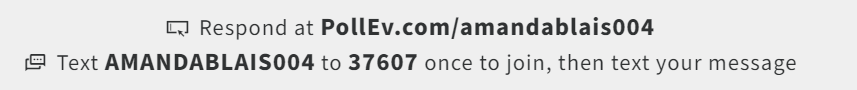 Respond at PollEv.com/amandablais004
Text AMANDABLAIS004 to 37607 once to join, then text your message